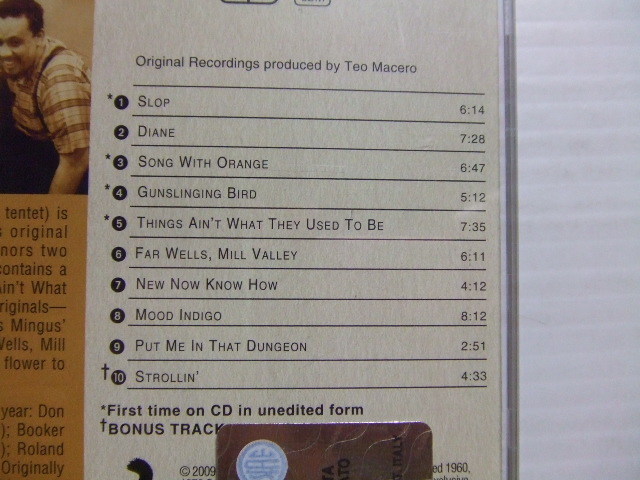 Original Recordings produced by Teo Macero
*1 SLOP 6:14
2 DIANE 7:28
*3 SONG WITH ORANGE 6:47
*4 GUNSLINGING BIRD 5:12
*5 THINGS AIN'T WHAT THEY USED TO BE 7:35
6 FAR WELLS, MILL VALLEY 6:11
7 NEW NOW KNOW HOW 4:12
8 MOOD INDIGO 8:12
9 PUT ME IN THAT DUNGEON 2:51
†10 STROLLIN' 4:33
*First time on CD in unedited form
†BONUS TRACK
tentet) is
original
nors two
contains a
Ain't What
riginals—
s Mingus'
Wells, Mill
flower to
year: Don
); Booker
); Roland
Originally
© 2009
ed 1960,
ITALY